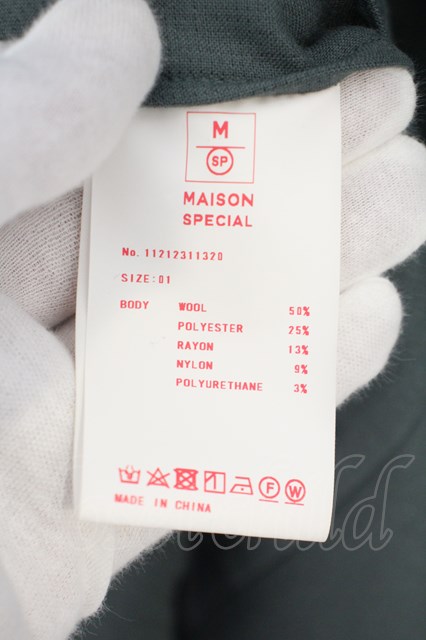 M
SP
MAISON
SPECIAL
No. 11212311320
SIZE:01
BODY WOOL 50%
POLYESTER 25%
RAYON 13%
NYLON 9%
POLYURETHANE 3%
F W
MADE IN CHINA